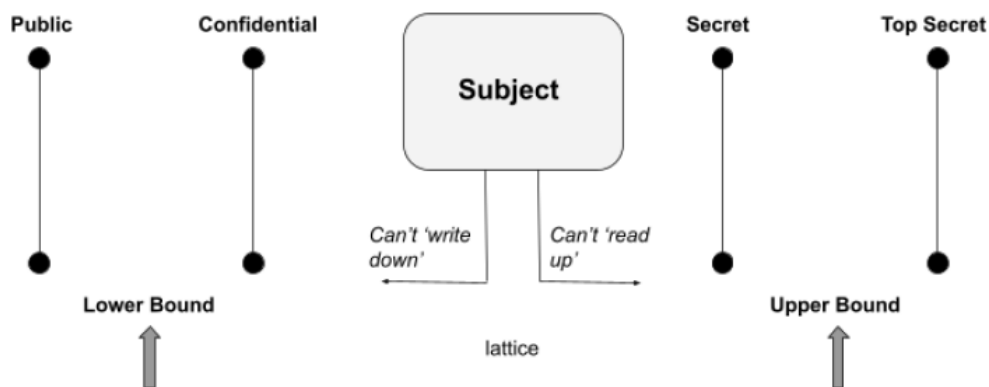 Public
Confidential
Subject
Secret
Top Secret
Can't 'write
down'
Can't 'read
up'
Lower Bound
Upper Bound
lattice